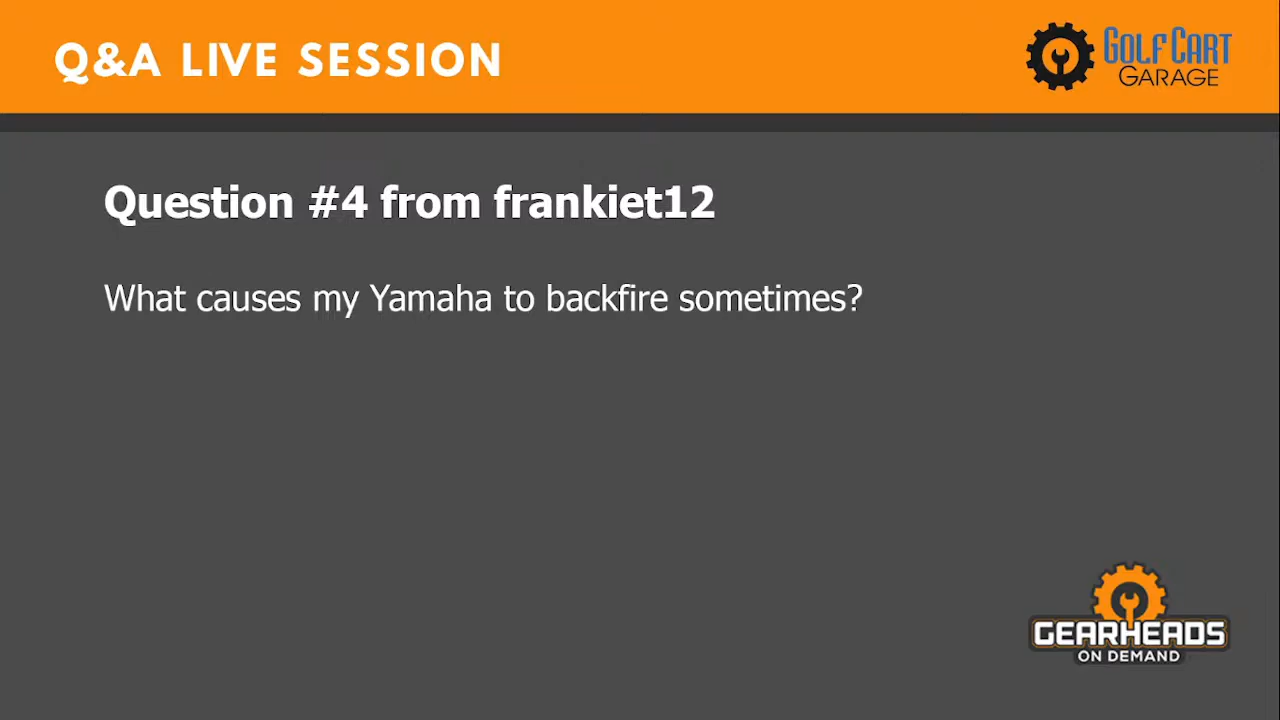 Q&A LIVE SESSION
GOLF CART
GARAGE
Question #4 from frankiet12
What causes my Yamaha to backfire sometimes?
GEARHEADS
ON DEMAND